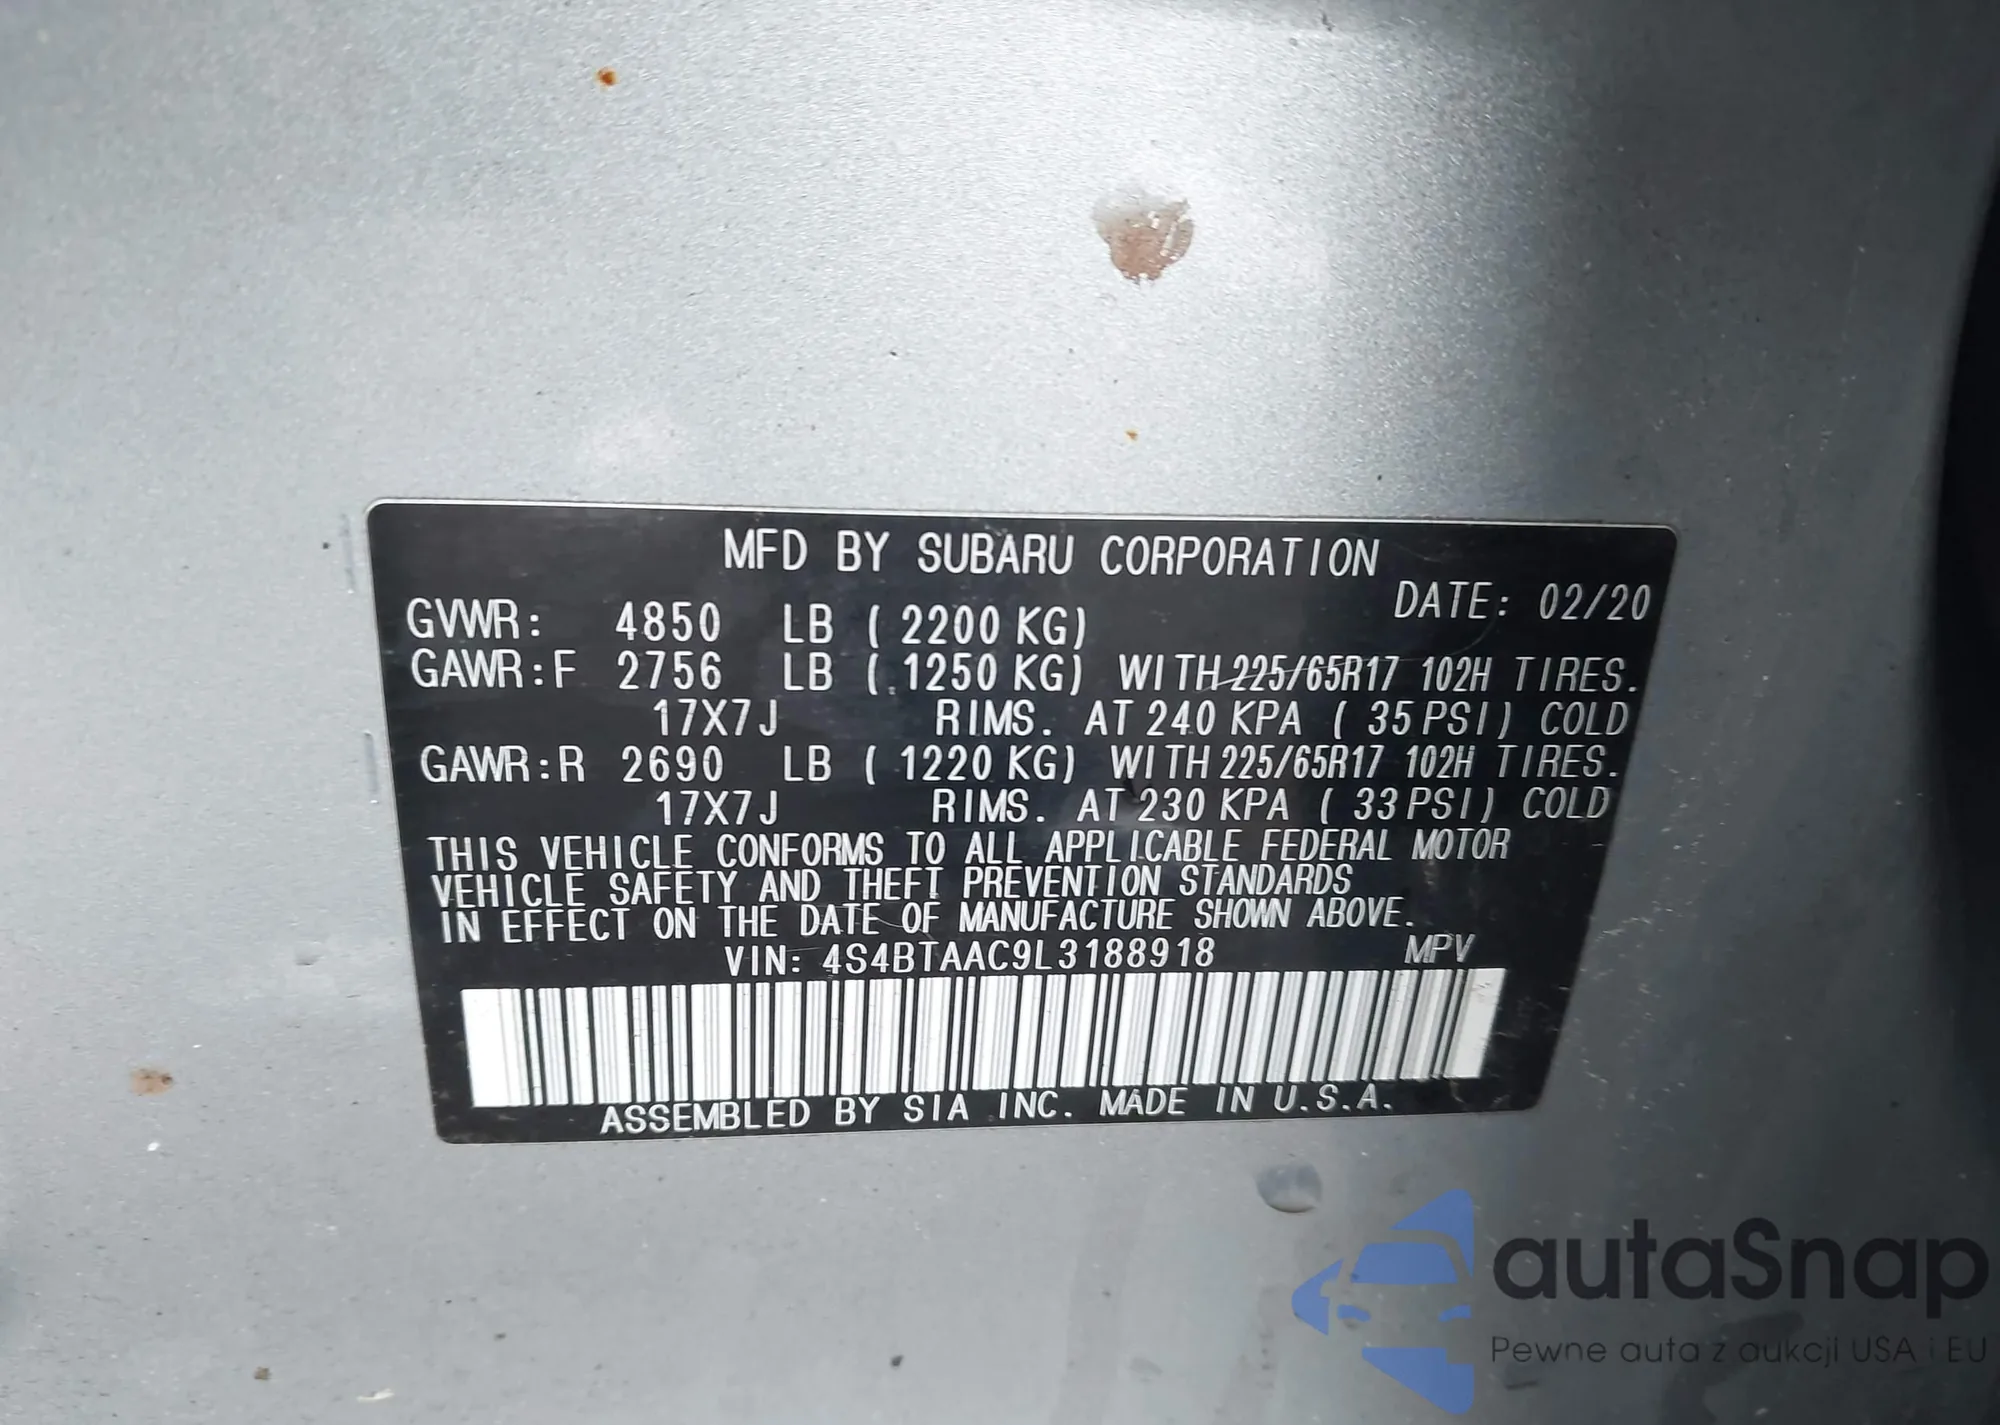 MFD BY SUBARU CORPORATION
DATE: 02/20
GVWR: 4850 LB ( 2200 KG)
GAWR:F 2756 LB ( 1250 KG) WITH 225/65R17 102H TIRES.
17X7J RIMS. AT 240 KPA ( 35 PSI) COLD
GAWR:R 2690 LB ( 1220 KG) WITH 225/65R17 102H TIRES.
17X7J RIMS. AT 230 KPA ( 33 PSI) COLD
THIS VEHICLE CONFORMS TO ALL APPLICABLE FEDERAL MOTOR
VEHICLE SAFETY AND THEFT PREVENTION STANDARDS
IN EFFECT ON THE DATE OF MANUFACTURE SHOWN ABOVE.
VIN: 4S4BTAAC9L3188918 MPV
ASSEMBLED BY SIA INC. MADE IN U.S.A.
autaSnap
Pewne auta z aukcji USA i EU